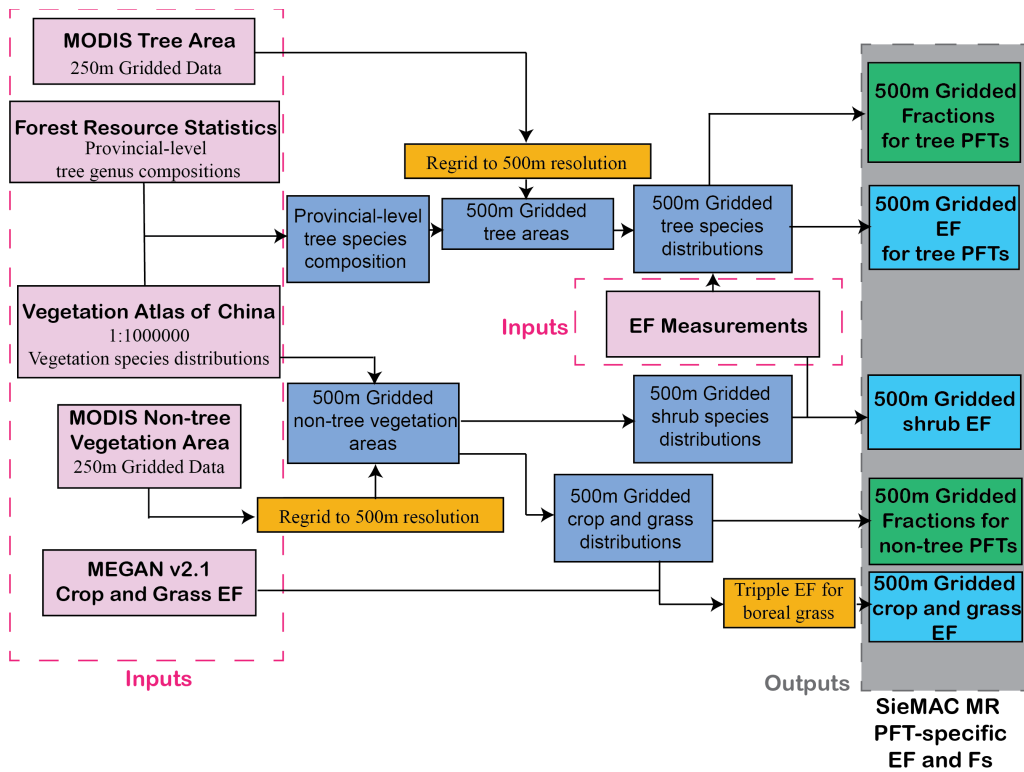 MODIS Tree Area
250m Gridded Data
Forest Resource Statistics
Provincial-level
tree genus compositions
Vegetation Atlas of China
1:1000000
Vegetation species distributions
MODIS Non-tree
Vegetation Area
250m Gridded Data
MEGAN v2.1
Crop and Grass EF
Inputs
Regrid to 500m resolution
Provincial-level
tree species
composition
500m Gridded
tree areas
500m Gridded
tree species
distributions
Inputs
EF Measurements
500m Gridded
non-tree vegetation
areas
500m Gridded
shrub species
distributions
Regrid to 500m resolution
500m Gridded
crop and grass
distributions
Tripple EF for
boreal grass
500m Gridded
Fractions
for tree PFTs
500m Gridded
EF
for tree PFTs
500m Gridded
shrub EF
500m Gridded
Fractions for
non-tree PFTs
500m Gridded
crop and grass
EF
Outputs
SieMAC MR
PFT-specific
EF and Fs